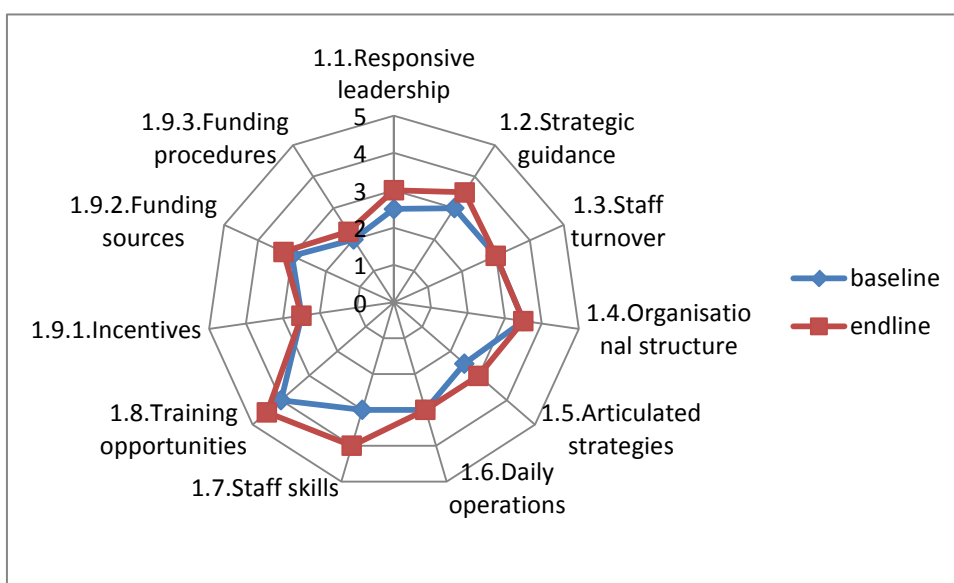 1.1.Responsive
leadership
1.2.Strategic
guidance
1.3.Staff
turnover
1.4.Organisatio
nal structure
1.5.Articulated
strategies
1.6.Daily
operations
1.7.Staff skills
1.8.Training
opportunities
1.9.1.Incentives
1.9.2.Funding
sources
1.9.3.Funding
procedures
5
4
3
2
1
0
baseline
endline